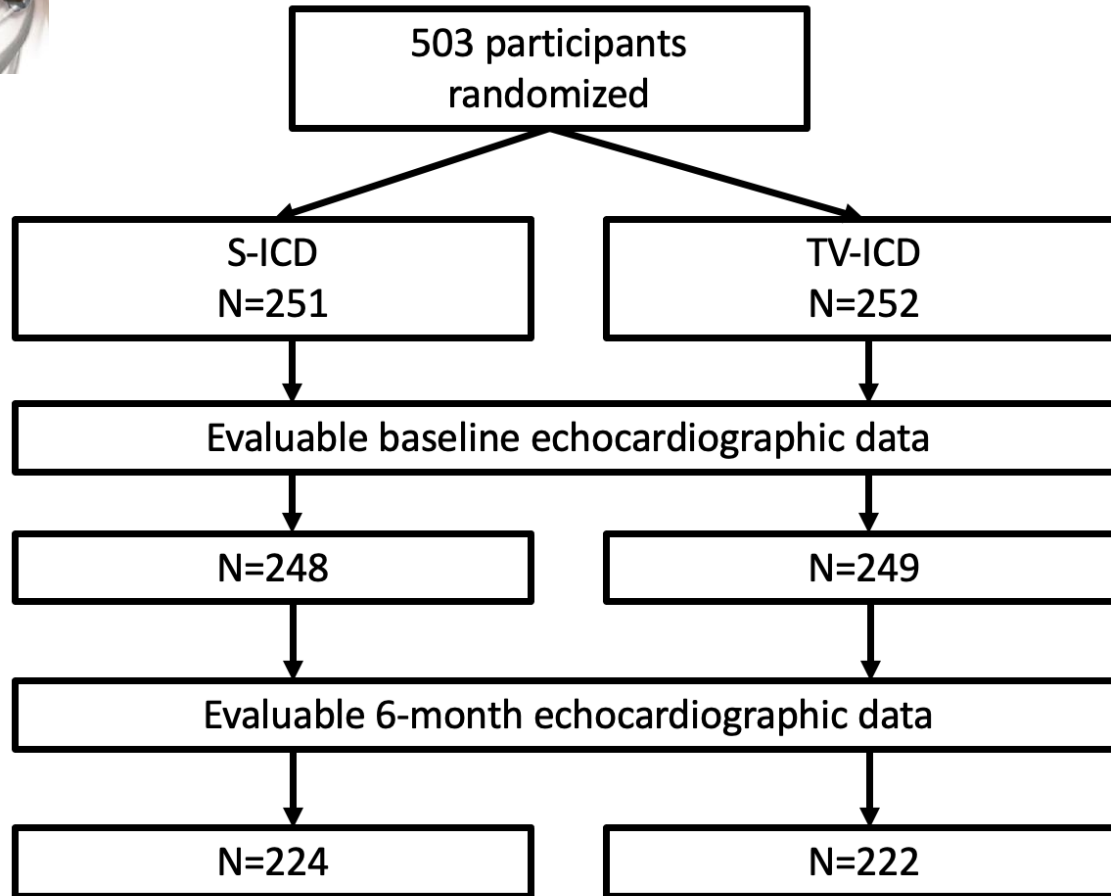 503 participants
randomized
S-ICD
N=251
TV-ICD
N=252
Evaluable baseline echocardiographic data
N=248
N=249
Evaluable 6-month echocardiographic data
N=224
N=222